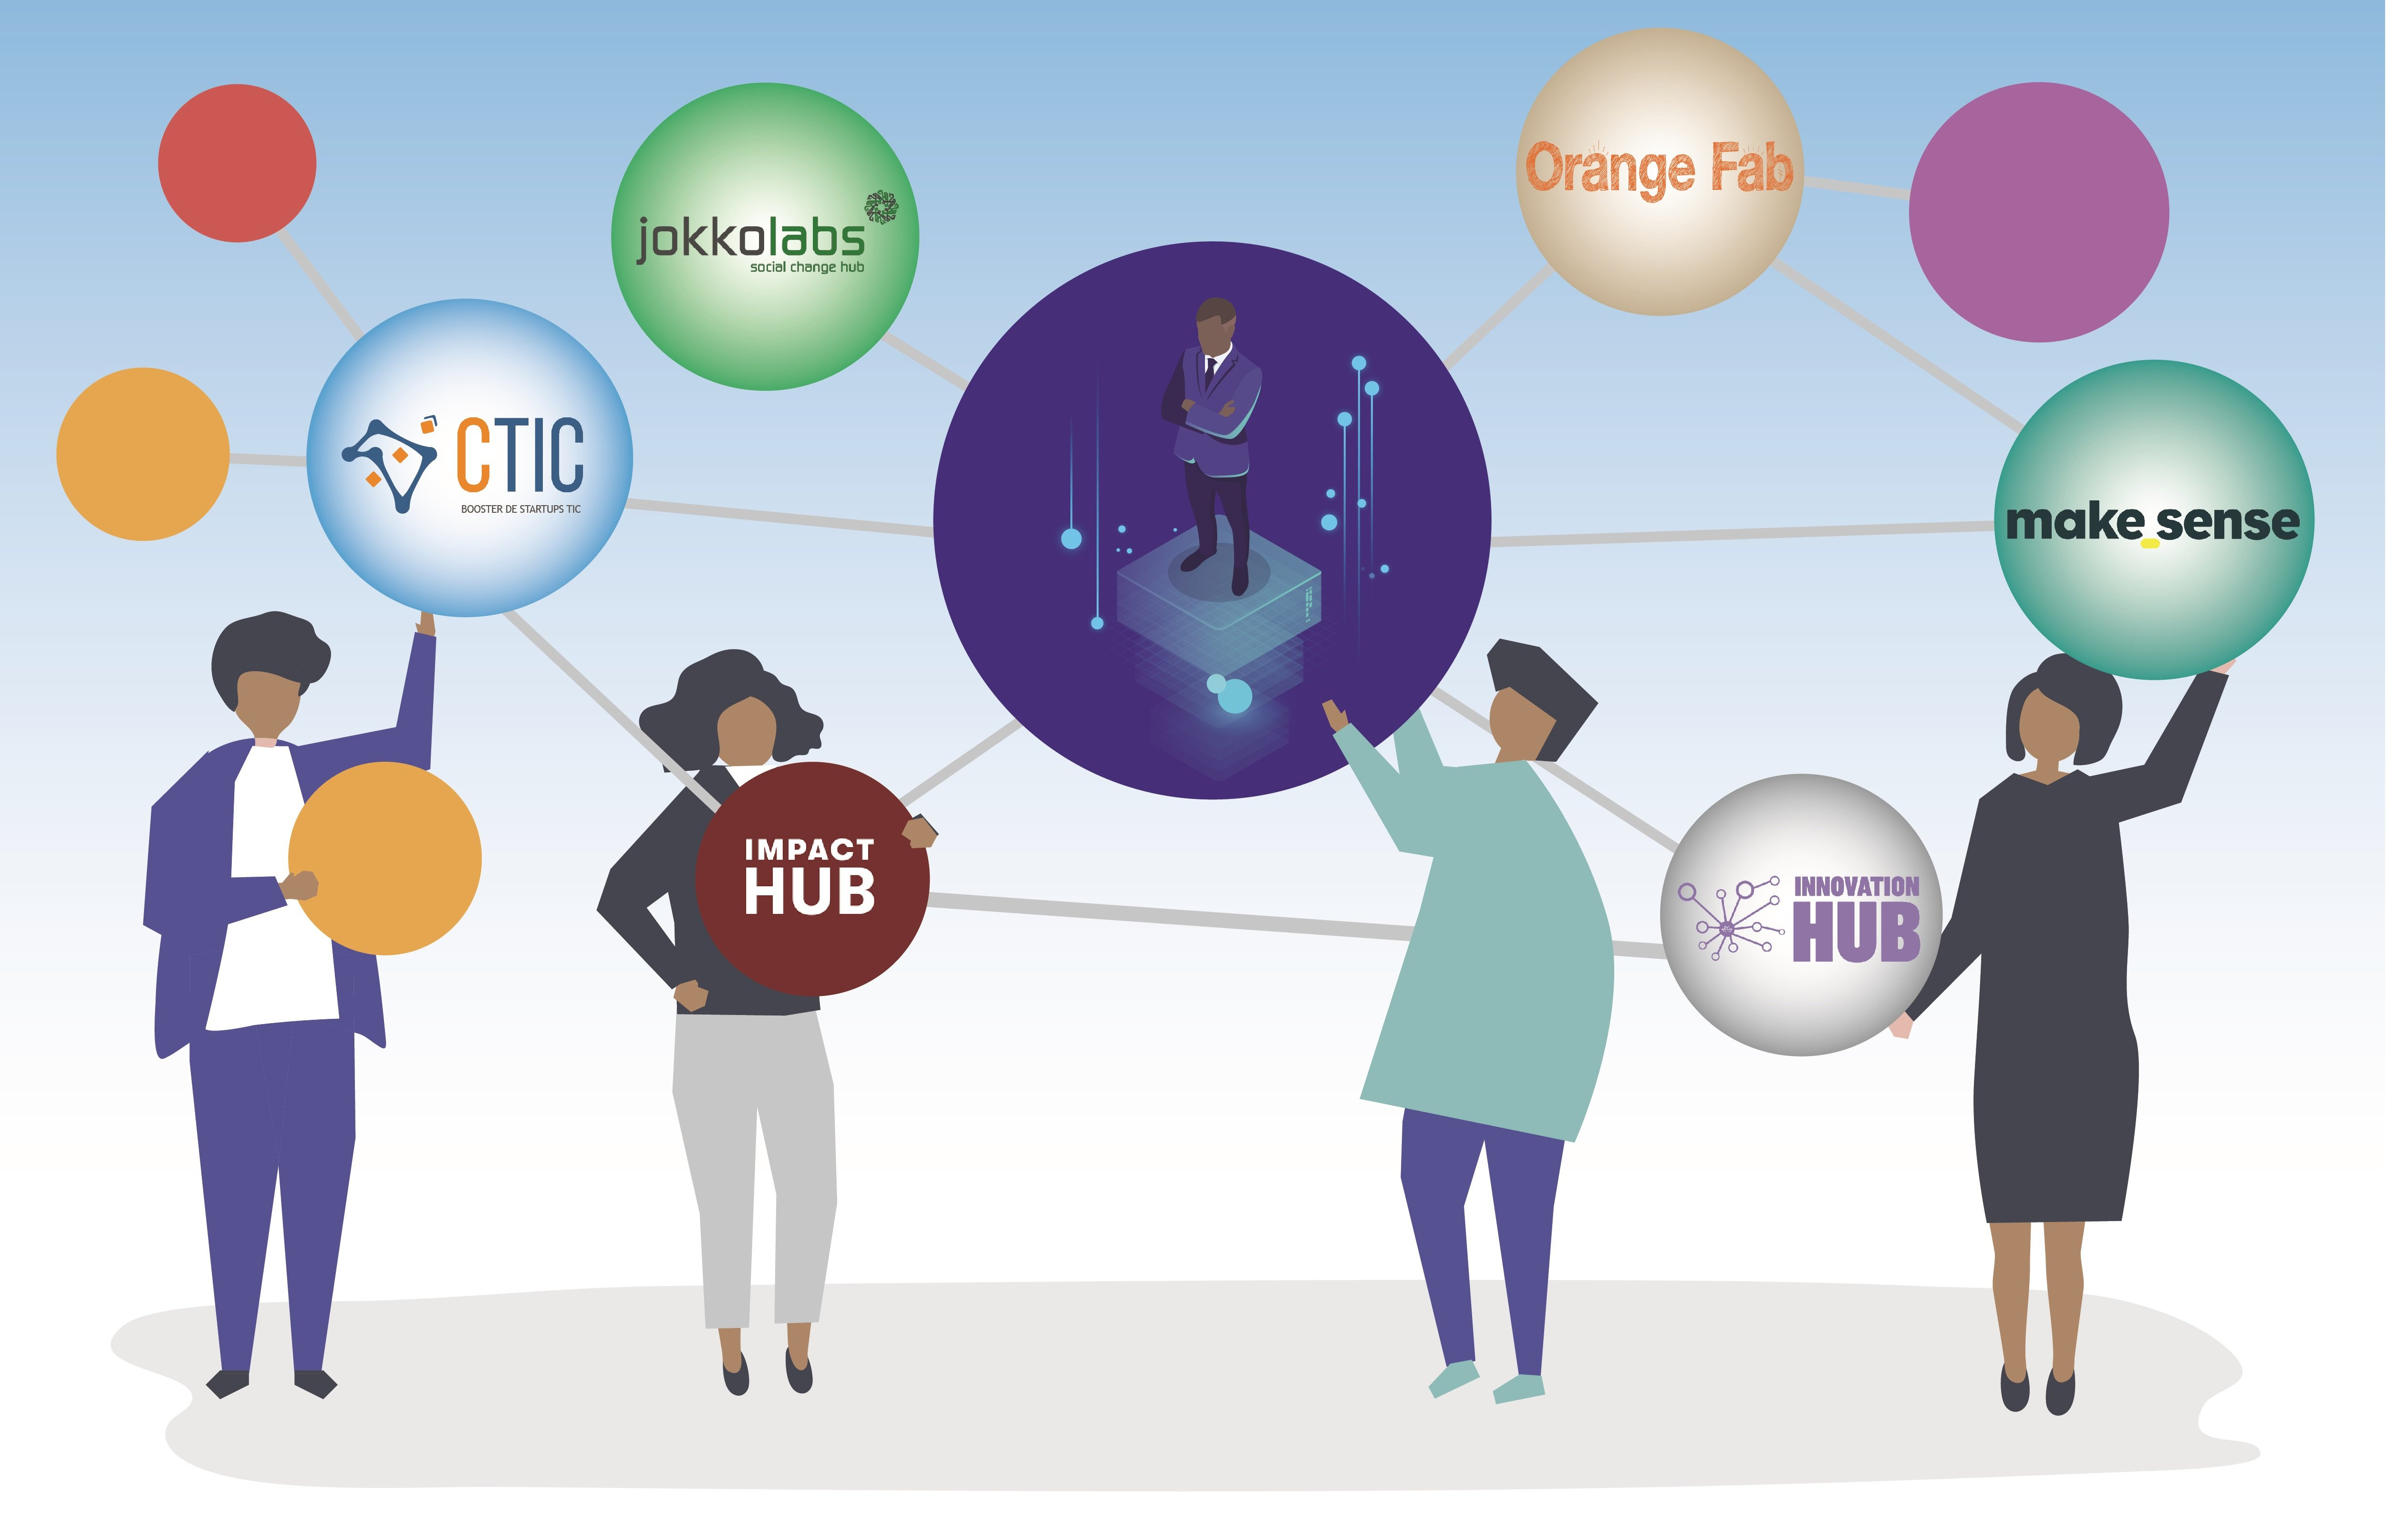 jokkolabs
social change hub
Orange Fab
CTIC
BOOSTER DE STARTUPS TIC
make sense
IMPACT
HUB
INNOVATION
HUB